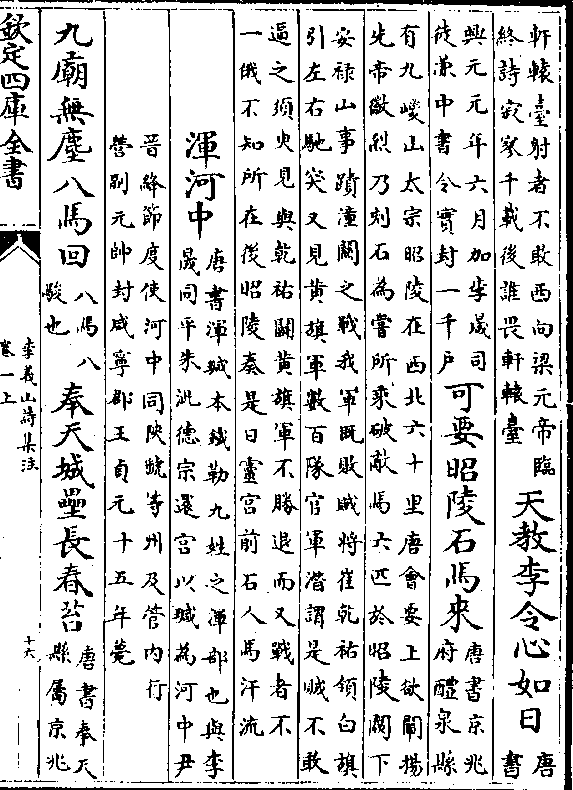 軒轅臺射者不敢西向梁元帝臨
終詩寂寥千載後誰畏軒轅臺
天教李令心如日
唐
書
興元元年六月加李晟司
徒兼中書令實封一千戶
可要昭陵石馬來
唐書京兆
府醴泉縣
有九嵕山太宗昭陵在西北六十里唐會要上欲闡揚
先帝徽烈乃刻石為嘗所乘破敵馬六匹於昭陵闕下
安禄山事蹟潼關之戰我軍既敗賊將崔乾祐領白旗
引左右馳突又見黄旗軍數百隊官軍潛謂是賊不敢
逼之須臾見與乾祐鬭黄旗軍不勝退而又戰者不
一俄不知所在後昭陵奏是日靈宫前石人馬汗流
渾河中
唐書渾瑊本鐵勒九姓之渾部也與李
晟同平朱泚德宗還宫以瑊為河中尹
晉絳節度使河中同陝虢等州及管内行
營副元帥封咸寧郡王貞元十五年薨
九廟無塵八馬回
八馬八
駿也
奉天城壘長春苔
唐書奉天
縣屬京兆
欽定四庫全書
李義山詩集注
卷一上
十六